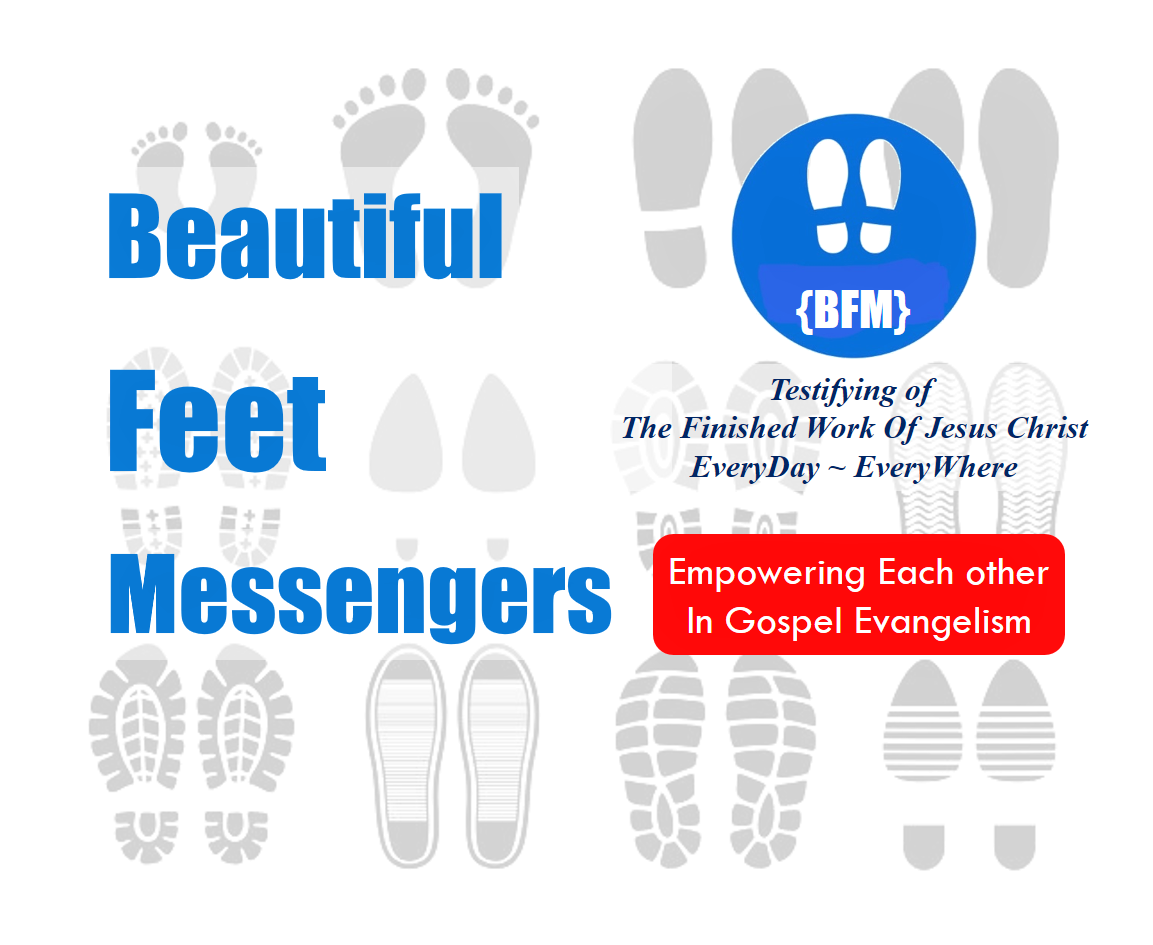 Beautiful
Feet
Messengers
{BFM}
Testifying of
The Finished Work Of Jesus Christ
EveryDay ~ EveryWhere
Empowering Each other
In Gospel Evangelism